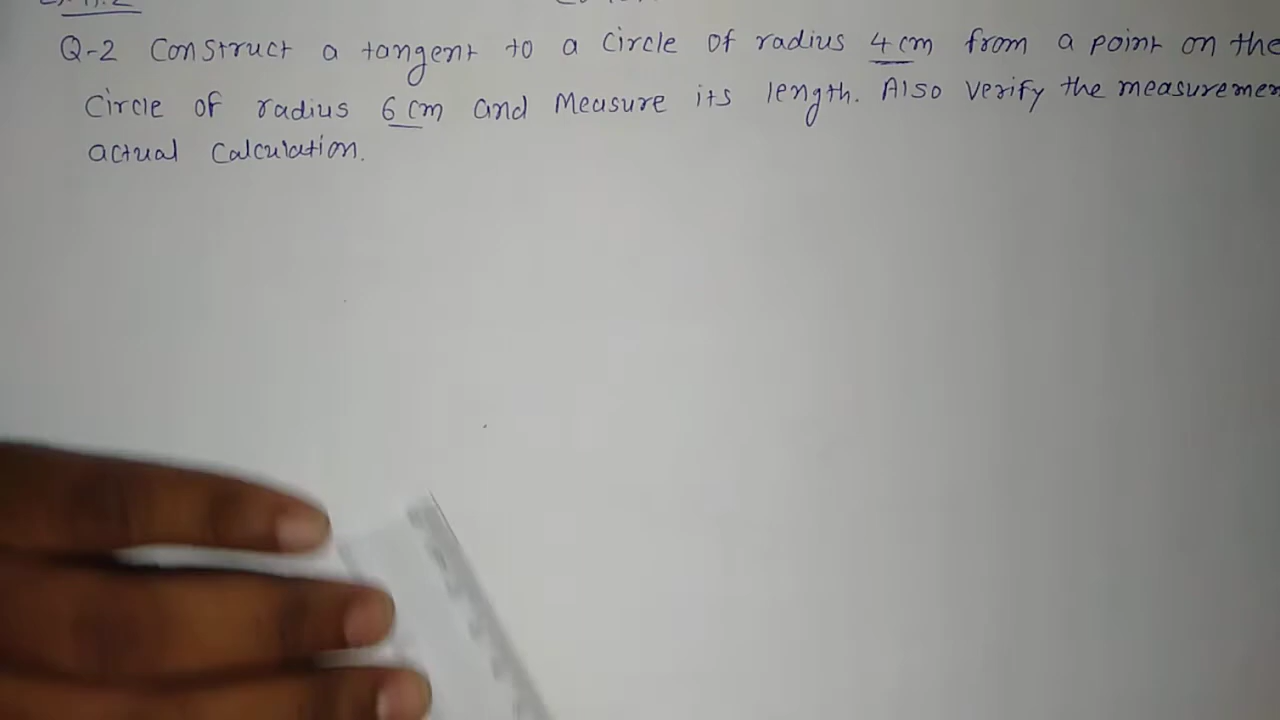 Q-2 Construct a tangent to a circle of radius 4 cm from a point on the
circle of radius 6 cm and Measure its length. Also verify the measuremen
actual calculation.